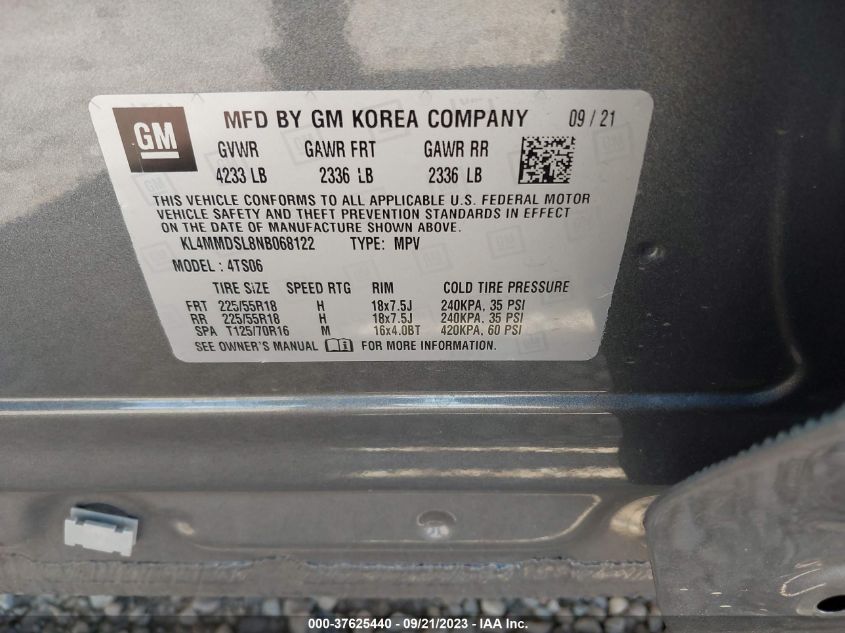 GM
MFD BY GM KOREA COMPANY 09 / 21
GVWR GAWR FRT GAWR RR
4233 LB 2336 LB 2336 LB
THIS VEHICLE CONFORMS TO ALL APPLICABLE U.S. FEDERAL MOTOR
VEHICLE SAFETY AND THEFT PREVENTION STANDARDS IN EFFECT
ON THE DATE OF MANUFACTURE SHOWN ABOVE.
KL4MMDSL8NB068122 TYPE: MPV
MODEL : 4TS06
TIRE SIZE SPEED RTG RIM COLD TIRE PRESSURE
FRT 225/55R18 H 18x7.5J 240KPA, 35 PSI
RR 225/55R18 H 18x7.5J 240KPA, 35 PSI
SPA T125/70R16 M 16x4.0BT 420KPA, 60 PSI
SEE OWNER'S MANUAL FOR MORE INFORMATION.
000-37625440 - 09/21/2023 - IAA Inc.